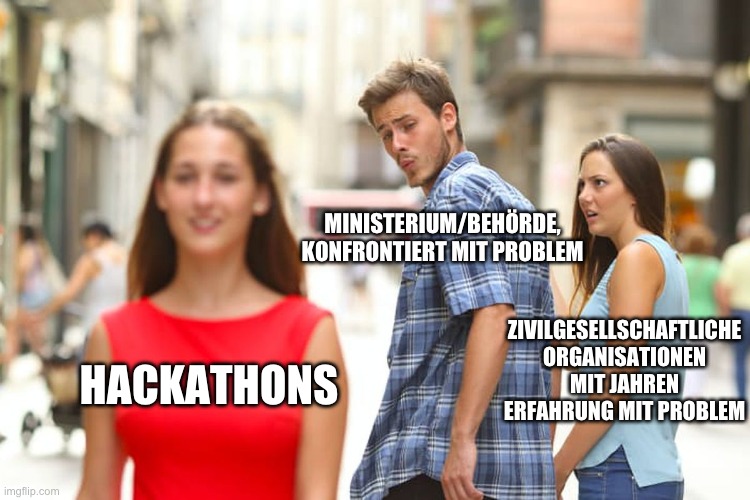 MINISTERIUM/BEHÖRDE,
KONFRONTIERT MIT PROBLEM
ZIVILGESELLSCHAFTLICHE
ORGANISATIONEN
MIT JAHREN
ERFAHRUNG MIT PROBLEM
HACKATHONS
imgflip.com